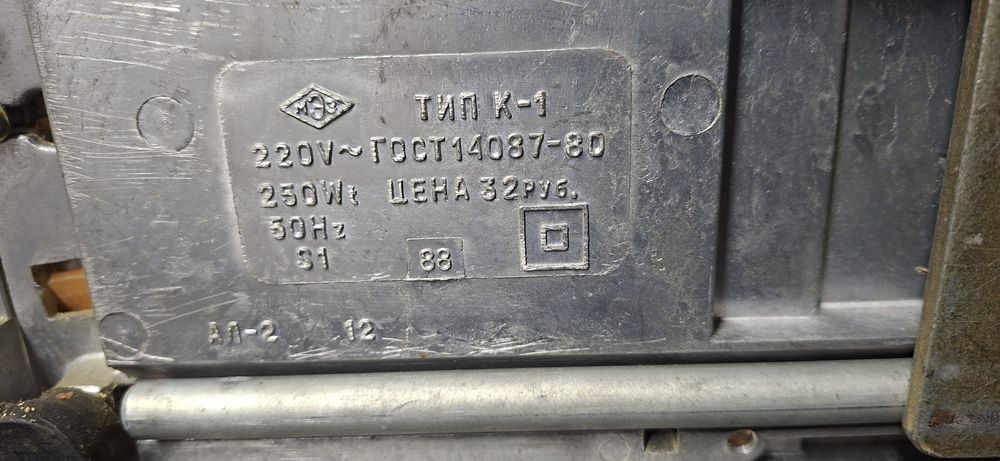 МЭЗ ТИП К-1
220V~ ГОСТ14087-80
250Wt ЦЕНА 32РУБ.
50Hz
S1 88
АЛ-2 12